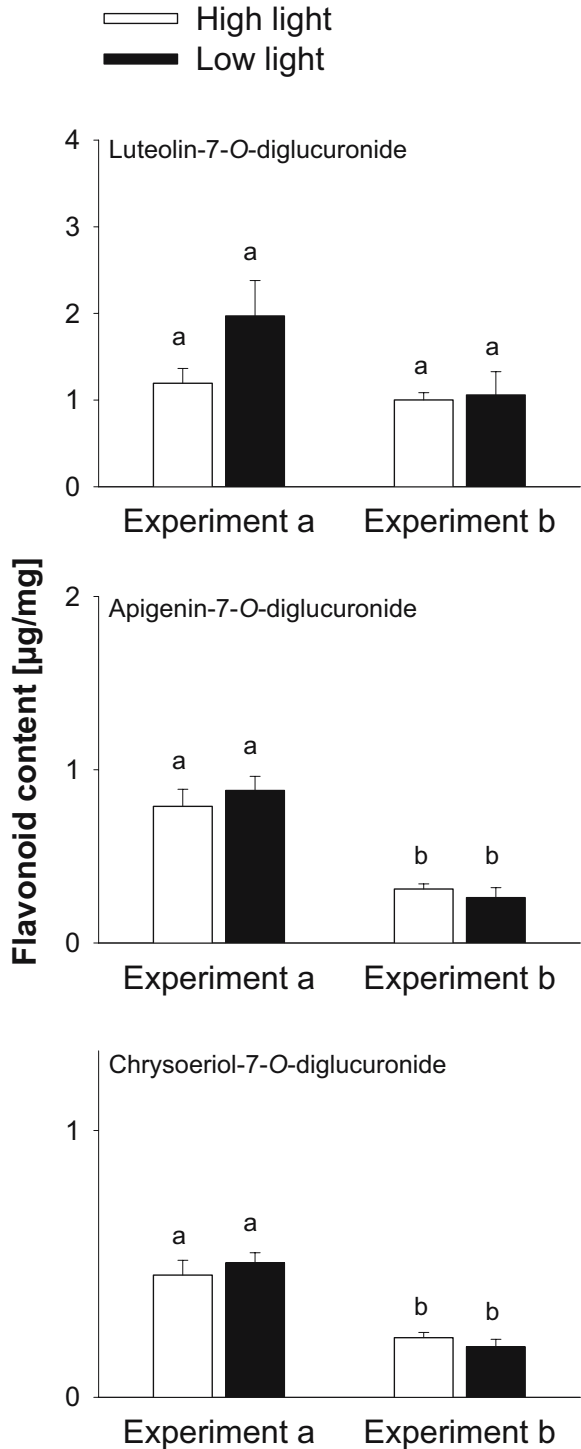 High light
Low light
Luteolin-7-O-diglucuronide
4
3
2
1
0
a
a
a
a
Experiment a
Experiment b
Flavonoid content [µg/mg]
Apigenin-7-O-diglucuronide
2
1
0
a
a
b
b
Experiment a
Experiment b
Chrysoeriol-7-O-diglucuronide
1
0
a
a
b
b
Experiment a
Experiment b